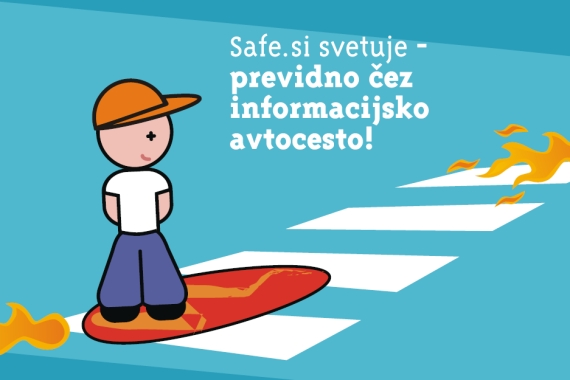 Safe.si svetuje -
previdno čez
informacijsko
avtocesto!